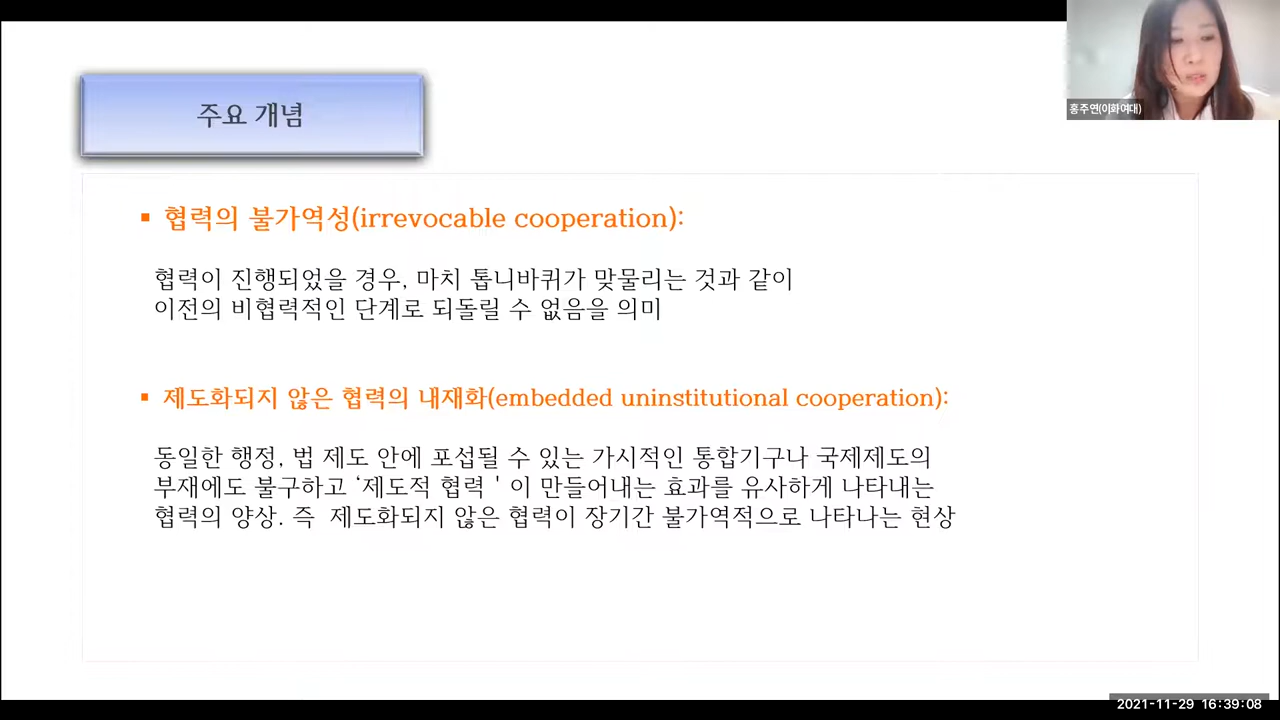 주요 개념
홍주연(이화여대)
▪ 협력의 불가역성(irrevocable cooperation):
협력이 진행되었을 경우, 마치 톱니바퀴가 맞물리는 것과 같이
이전의 비협력적인 단계로 되돌릴 수 없음을 의미
▪ 제도화되지 않은 협력의 내재화(embedded uninstitutional cooperation):
동일한 행정, 법 제도 안에 포섭될 수 있는 가시적인 통합기구나 국제제도의
부재에도 불구하고 ‘제도적 협력 ' 이 만들어내는 효과를 유사하게 나타내는
협력의 양상. 즉 제도화되지 않은 협력이 장기간 불가역적으로 나타나는 현상
2021-11-29 16:39:08